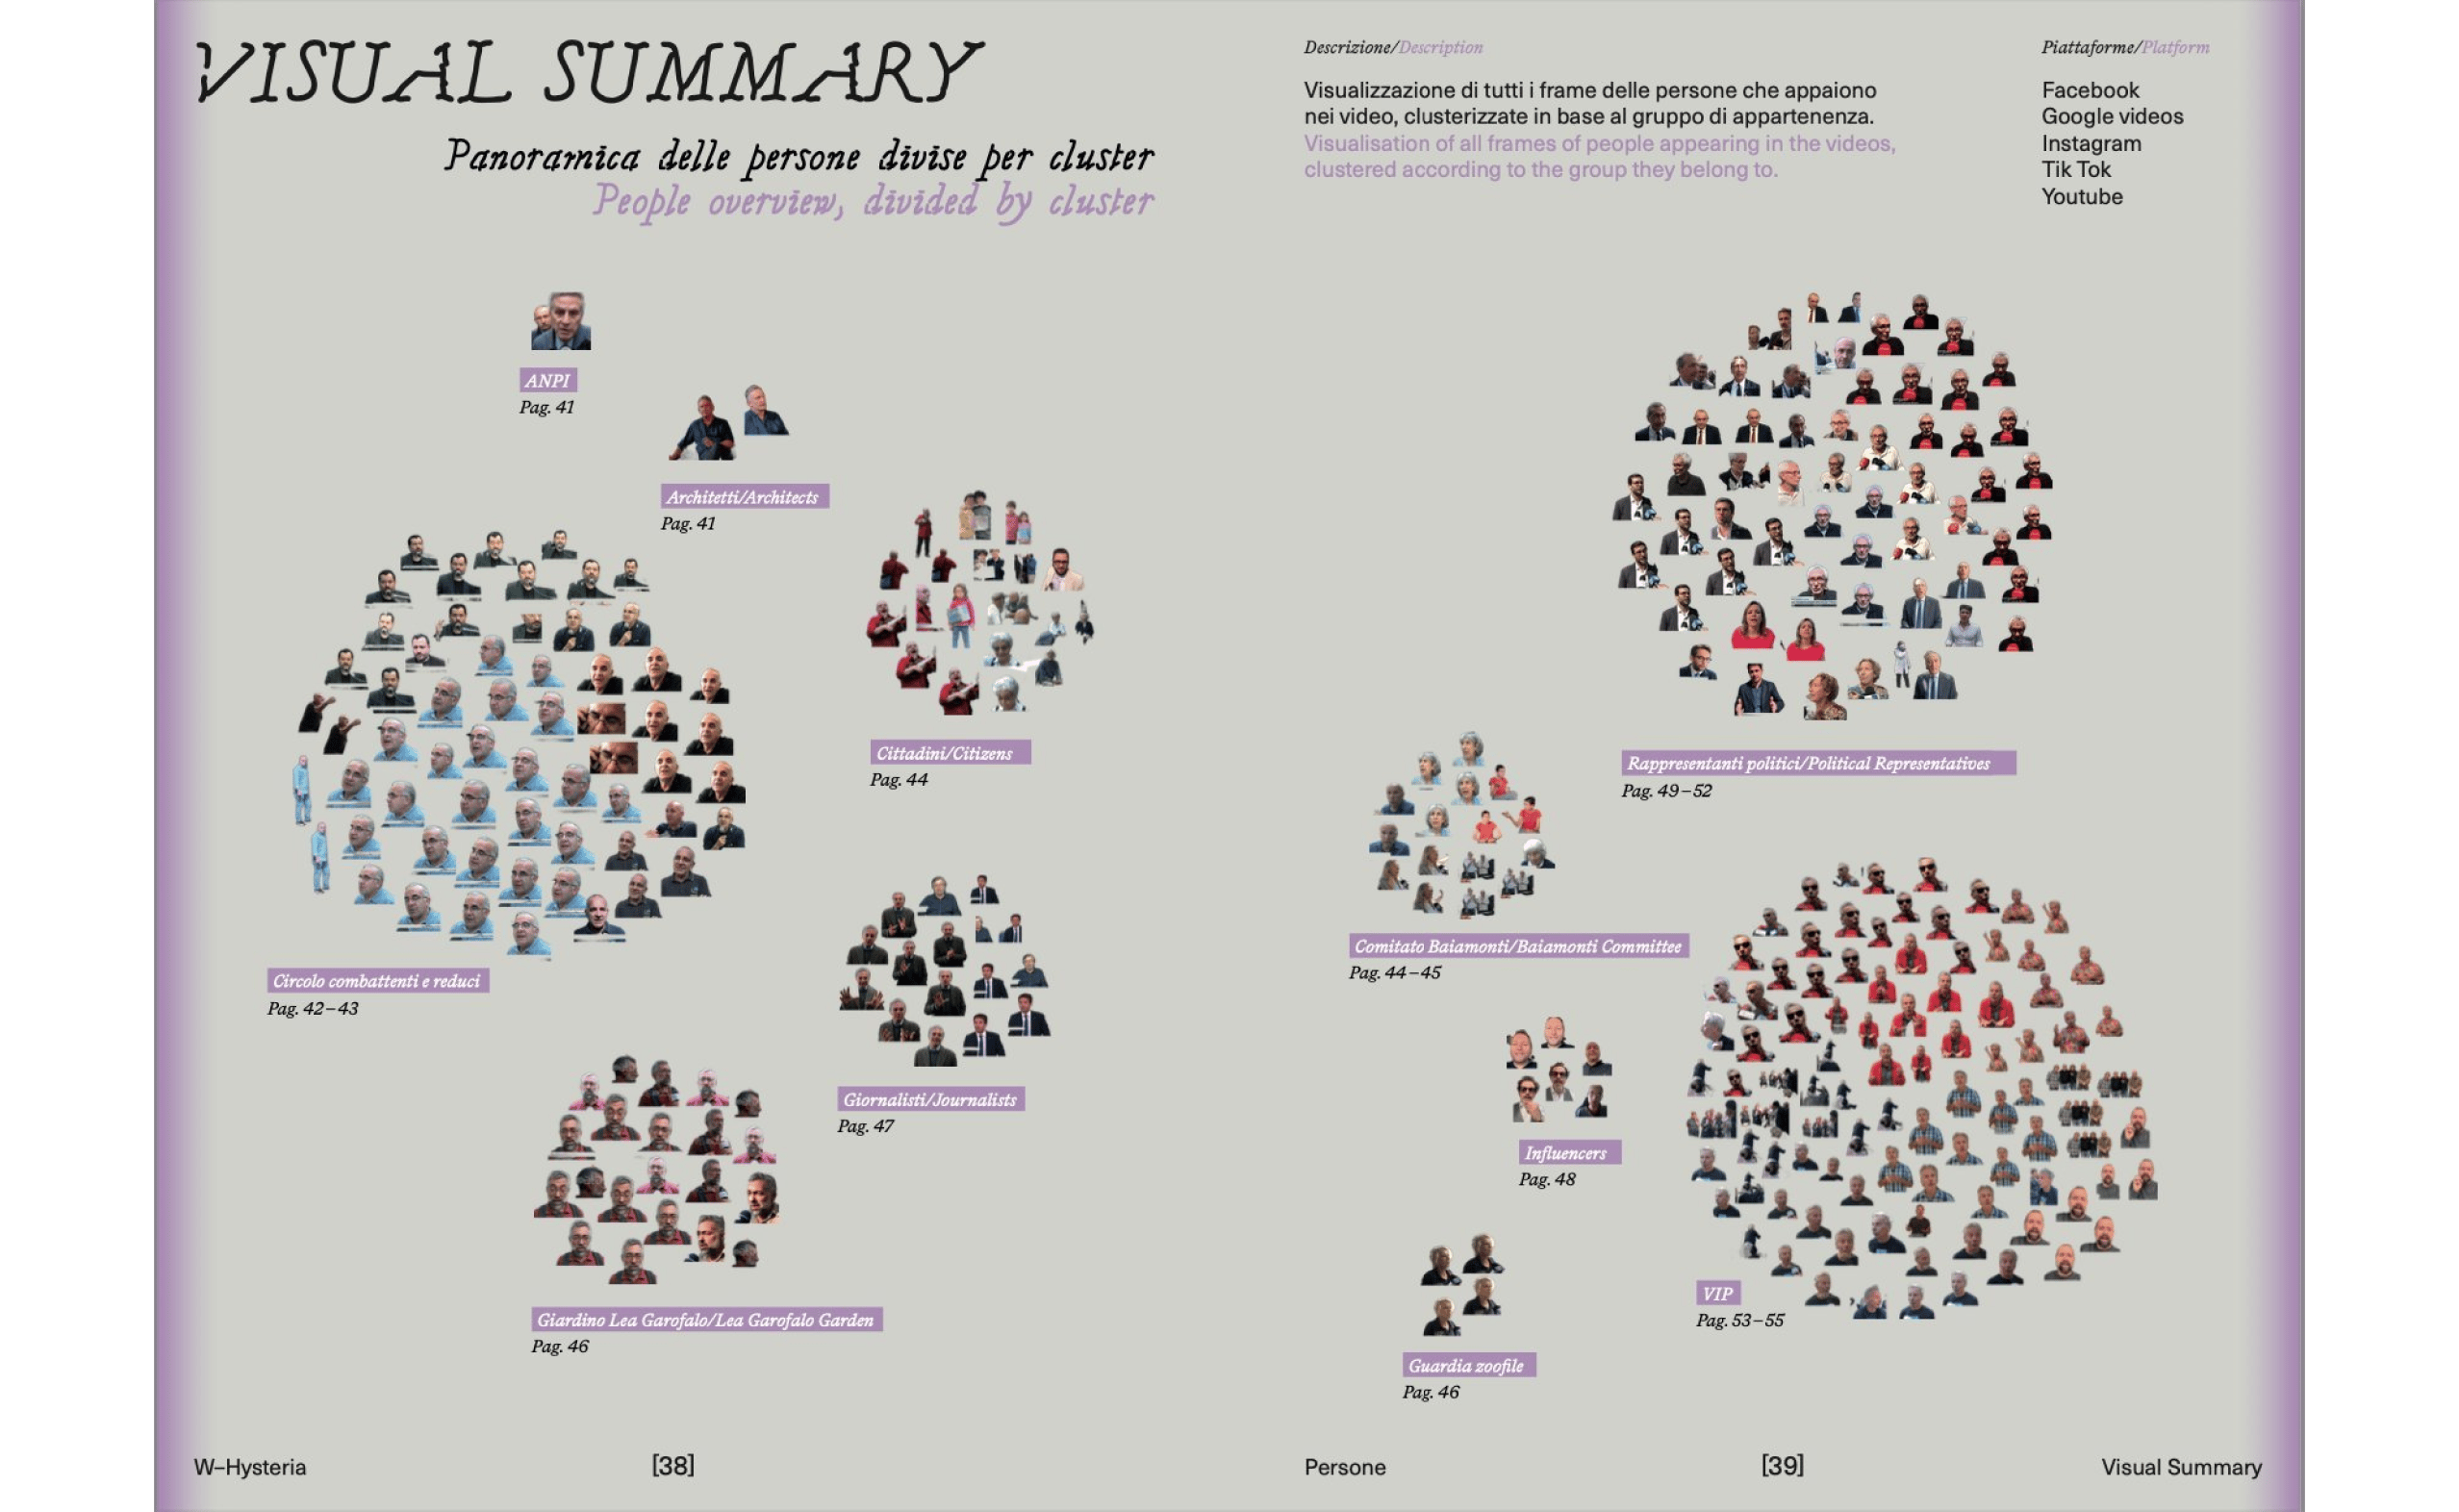 VISUAL SUMMARY
Panoramica delle persone divise per cluster
People overview, divided by cluster
Descrizione/Description
Visualizzazione di tutti i frame delle persone che appaiono
nei video, clusterizzate in base al gruppo di appartenenza.
Visualisation of all frames of people appearing in the videos,
clustered according to the group they belong to.
Piattaforme/Platform
Facebook
Google videos
Instagram
Tik Tok
Youtube
ANPI
Pag. 41
Architetti/Architects
Pag. 41
Cittadini/Citizens
Pag. 44
Circolo combattenti e reduci
Pag. 42–43
Giornalisti/Journalists
Pag. 47
Giardino Lea Garofalo/Lea Garofalo Garden
Pag. 46
Rappresentanti politici/Political Representatives
Pag. 49–52
Comitato Baiamonti/Baiamonti Committee
Pag. 44–45
Influencers
Pag. 48
VIP
Pag. 53–55
Guardia zoofile
Pag. 46
W–Hysteria
[38]
Persone
[39]
Visual Summary